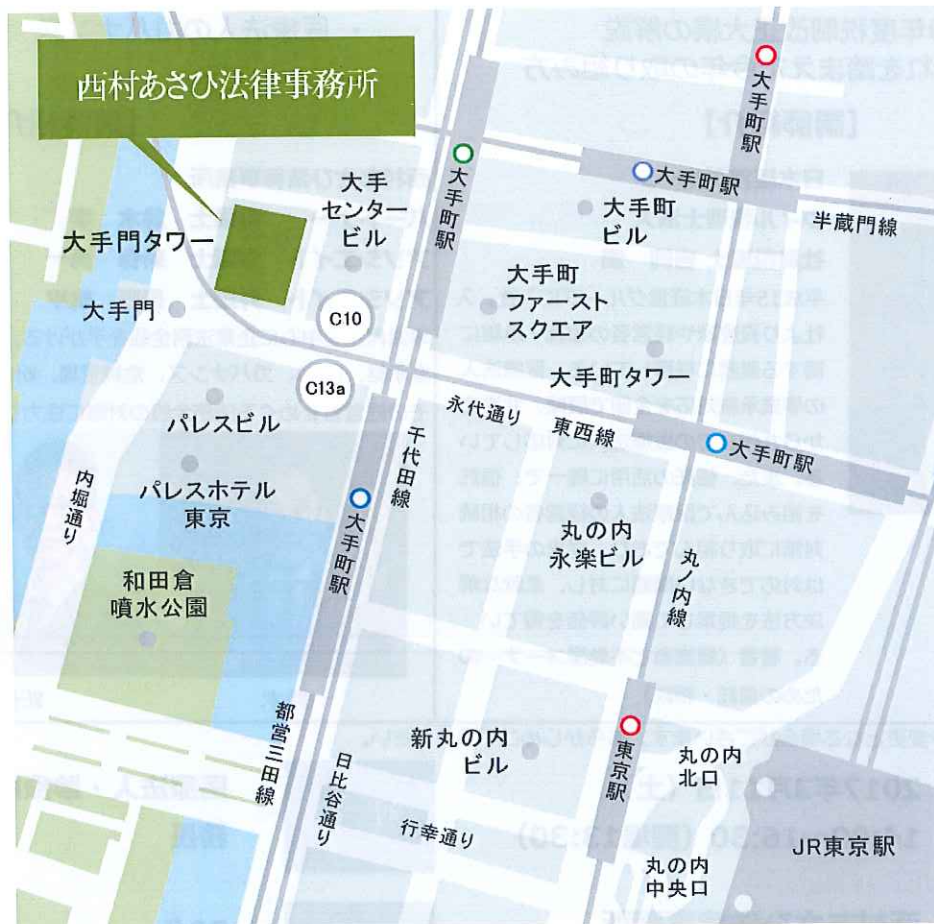 西村あさひ法律事務所
大手町駅
大手町駅
大手町駅
半蔵門線
大手
センター
ビル
大手町
ビル
大手門タワー
大手町
ファースト
スクエア
大手門
C10
大手町タワー
C13a
永代通り
東西線
大手町駅
パレスビル
千代田線
内堀通り
パレスホテル
東京
大手町駅
丸の内
永楽ビル
丸ノ内線
和田倉
噴水公園
都営三田線
日比谷通り
新丸の内
ビル
東京駅
丸の内
北口
行幸通り
JR東京駅
丸の内
中央口